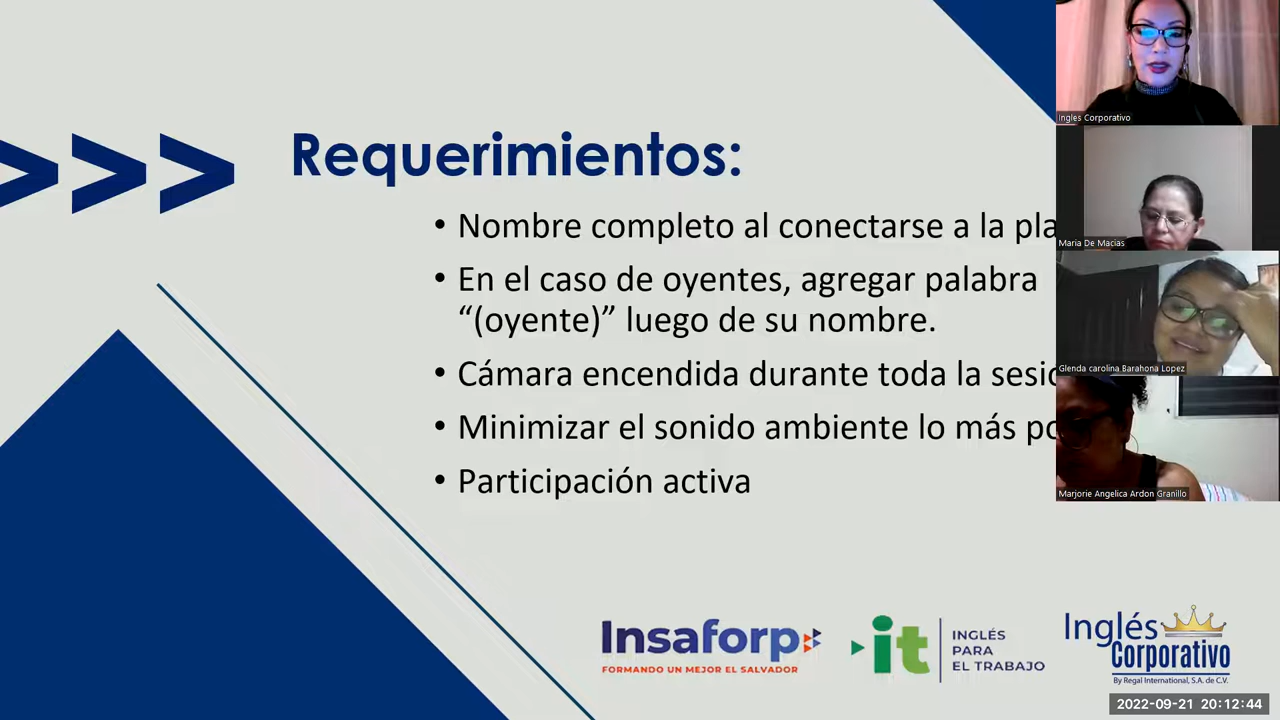 >>>
Requerimientos:
• Nombre completo al conectarse a la pla
• En el caso de oyentes, agregar palabra
“(oyente)” luego de su nombre.
• Cámara encendida durante toda la sesi
• Minimizar el sonido ambiente lo más po
• Participación activa
Ingles Corporativo
Maria De Macias
Glenda carolina Barahona Lopez
Marjorie Angelica Ardon Granillo
Insaforp
FORMANDO UN MEJOR EL SALVADOR
it
INGLÉS
PARA
EL TRABAJO
Inglés
Corporativo
By Regal International, S.A. de C.V.
2022-09-21 20:12:44